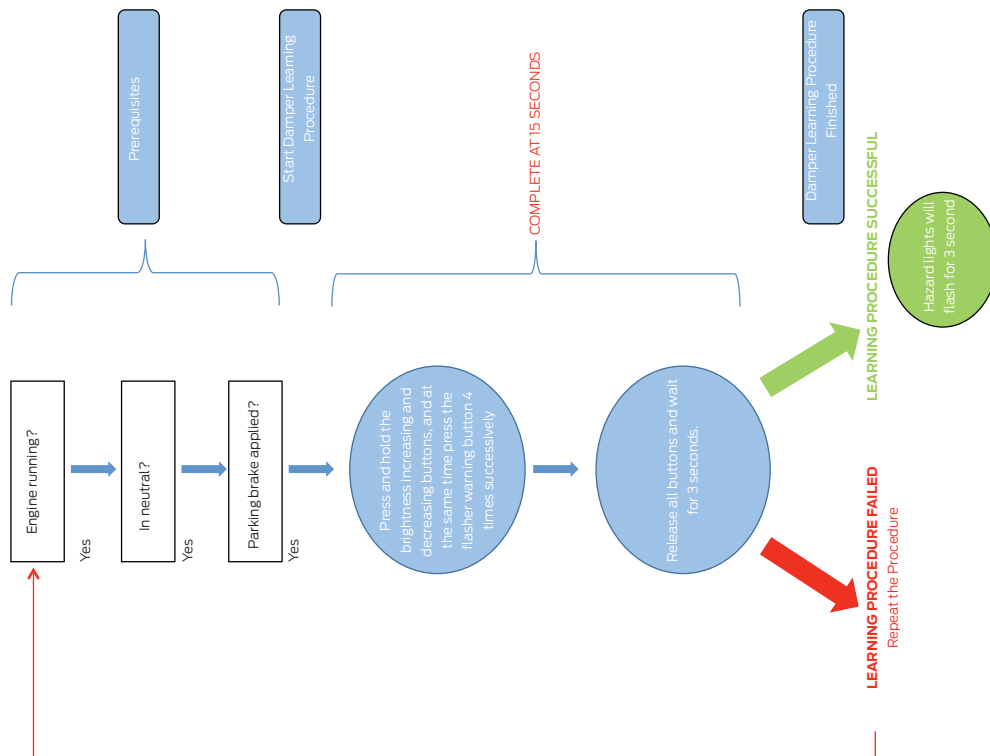 Engine running?
Yes
In neutral?
Yes
Parking brake applied?
Yes
Prerequisites
Start Damper Learning
Procedure
Press and hold the
brightness increasing and
decreasing buttons, and at
the same time press the
flasher warning button 4
times successively
Release all buttons and wait
for 3 seconds.
COMPLETE AT 15 SECONDS
Damper Learning Procedure
Finished
LEARNING PROCEDURE FAILED
Repeat the Procedure
LEARNING PROCEDURE SUCCESSFUL
Hazard lights will
flash for 3 second